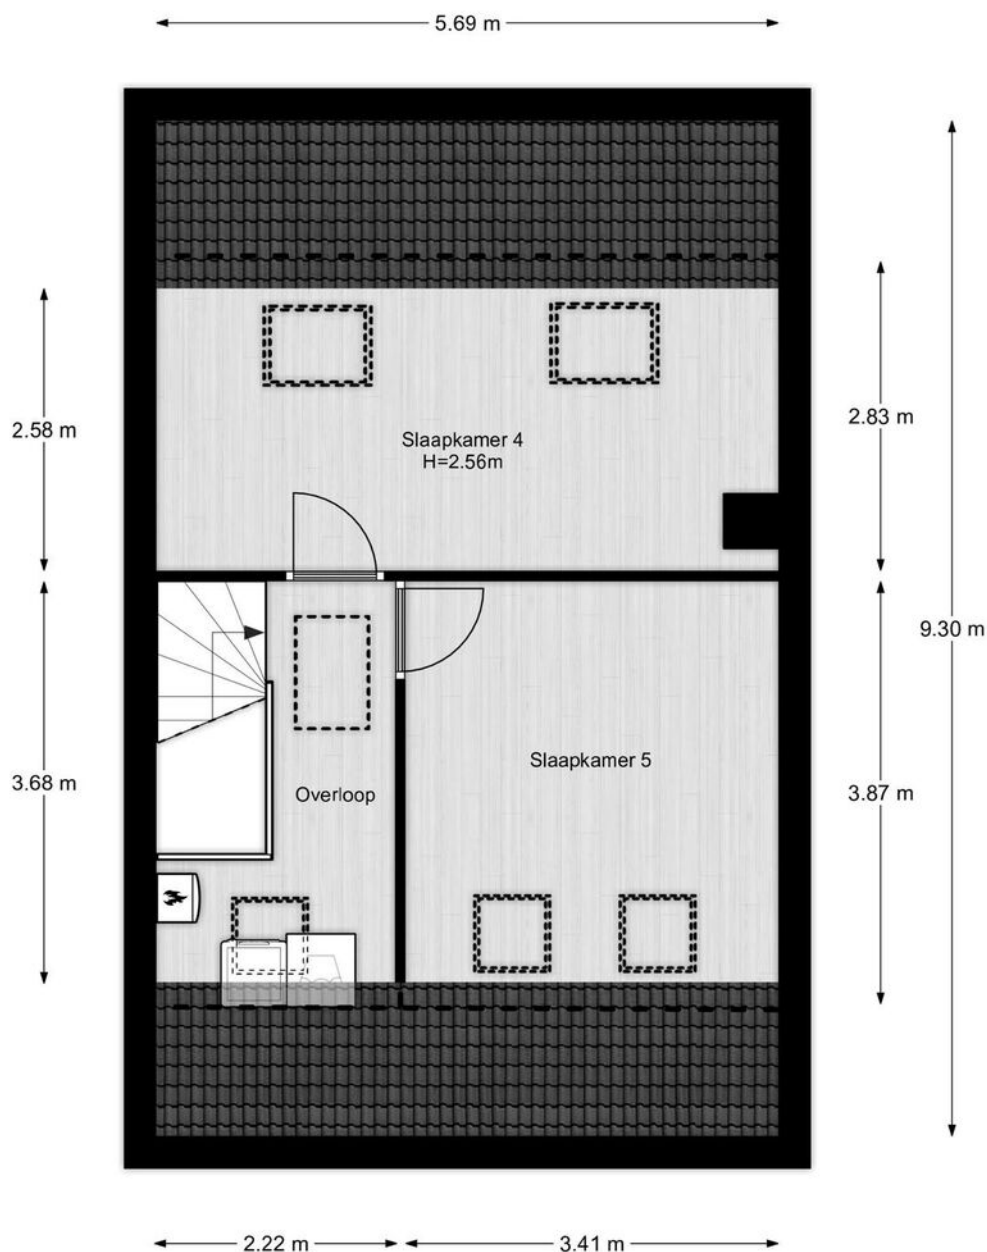 5.69 m
2.58 m
2.83 m
Slaapkamer 4
H=2.56m
9.30 m
Slaapkamer 5
3.68 m
Overloop
3.87 m
2.22 m
3.41 m